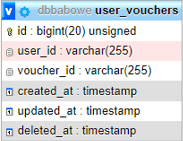 v dbbabowe user_vouchers
id : bigint(20) unsigned
user_id : varchar(255)
voucher_id : varchar(255)
created_at : timestamp
updated_at : timestamp
deleted_at : timestamp